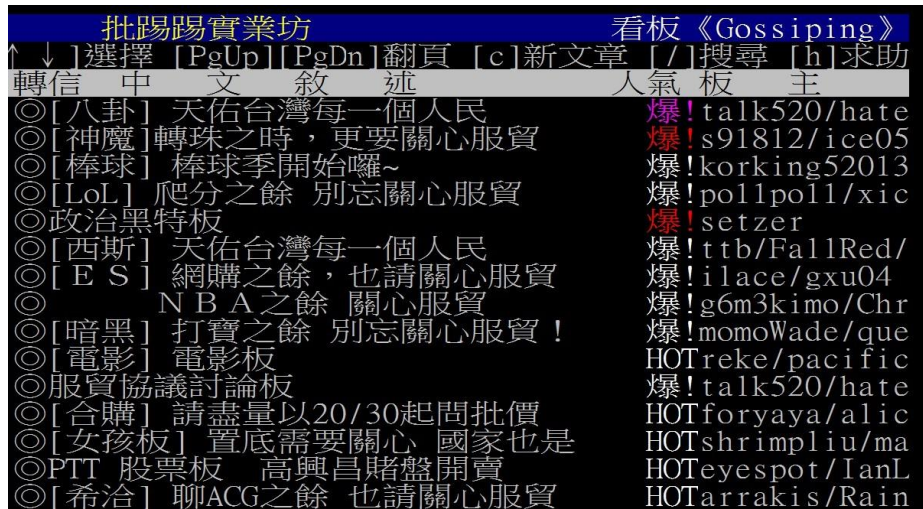 批踢踢實業坊 看板《Gossiping》
↑↓]選擇 [PgUp][PgDn]翻頁 [c]新文章 [/]搜尋 [h]求助
轉信 中 文 敘 述 人氣 板 主
◎[八卦] 天佑台灣每一個人民 爆!talk520/hate
◎[神魔]轉珠之時，更要關心服貿 爆!s91812/ice05
◎[棒球] 棒球季開始囉~ 爆!korking52013
◎[LoL] 爬分之餘 別忘關心服貿 爆!pollpoll/xic
◎政治黑特板 爆!setzer
◎[西斯] 天佑台灣每一個人民 爆!ttb/FallRed/
◎[ＥＳ] 網購之餘，也請關心服貿 爆!ilace/gxu04
◎ ＮＢＡ之餘 關心服貿 爆!g6m3kimo/Chr
◎[暗黑] 打寶之餘 別忘關心服貿！ 爆!momoWade/que
◎[電影] 電影板 HOTreke/pacific
◎服貿協議討論板 爆!talk520/hate
◎[合購] 請盡量以20/30起問批價 HOTforyaya/alic
◎[女孩板] 置底需要關心 國家也是 HOTshrimpliu/ma
◎PTT 股票板 高興昌賭盤開賣 HOTeyespot/IanL
◎[希洽] 聊ACG之餘 也請關心服貿 HOTarrakis/Rain